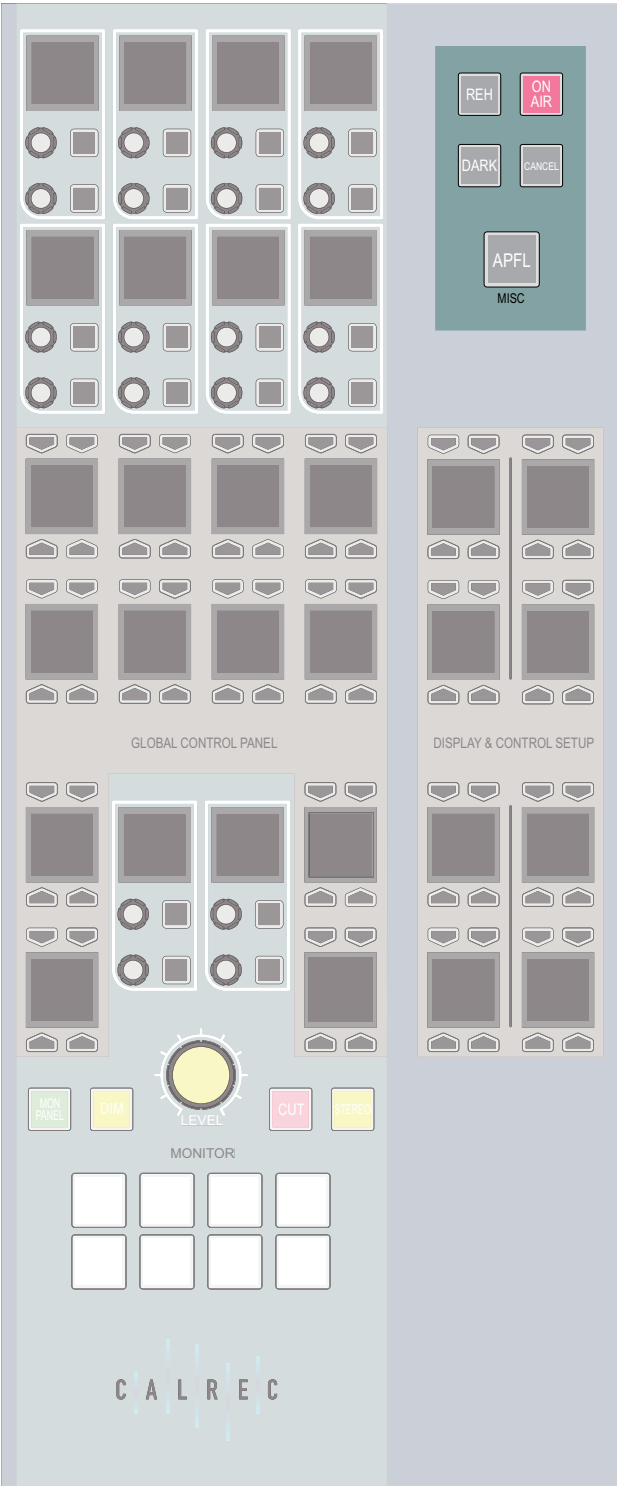 REH
ON
AIR
DARK
CANCEL
APFL
MISC
GLOBAL CONTROL PANEL
DISPLAY & CONTROL SETUP
MON
PANEL
DIM
LEVEL
CUT
STEREO
MONITOR
CALREC